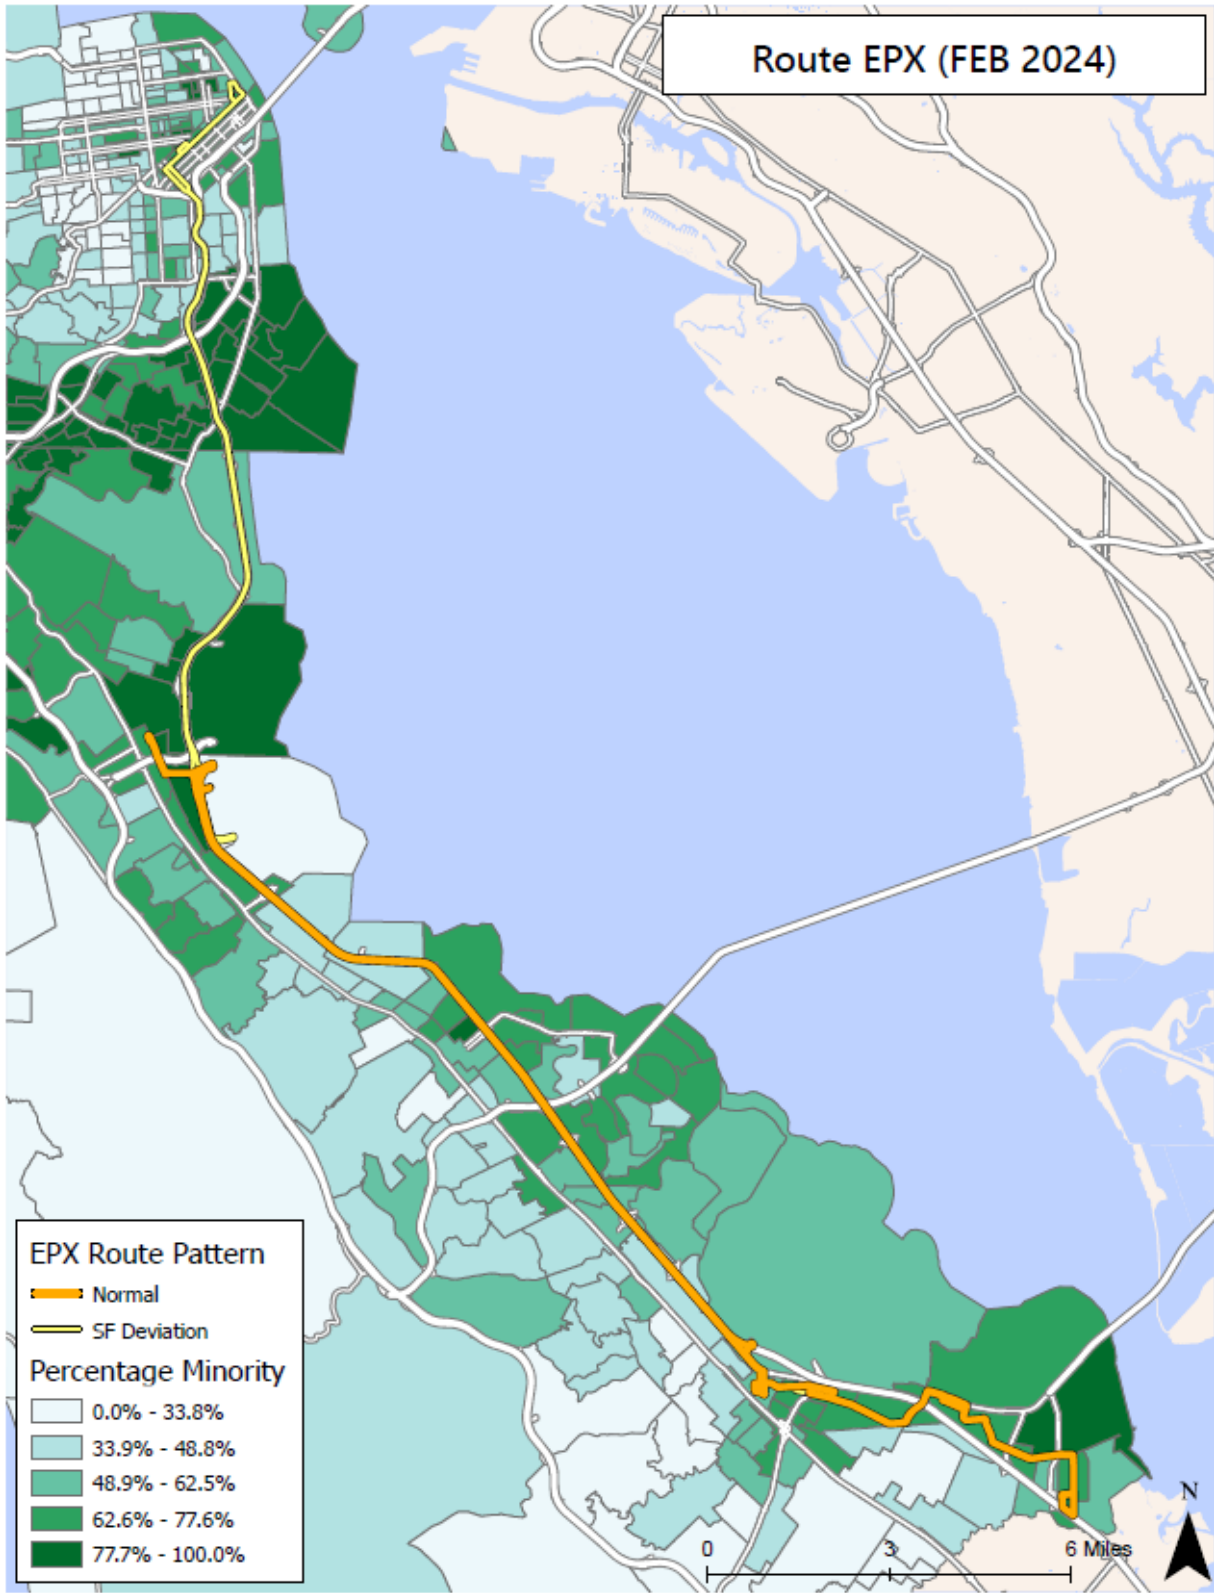 Route EPX (FEB 2024)
EPX Route Pattern
Normal
SF Deviation
Percentage Minority
0.0% - 33.8%
33.9% - 48.8%
48.9% - 62.5%
62.6% - 77.6%
77.7% - 100.0%
N
0 3 6 Miles